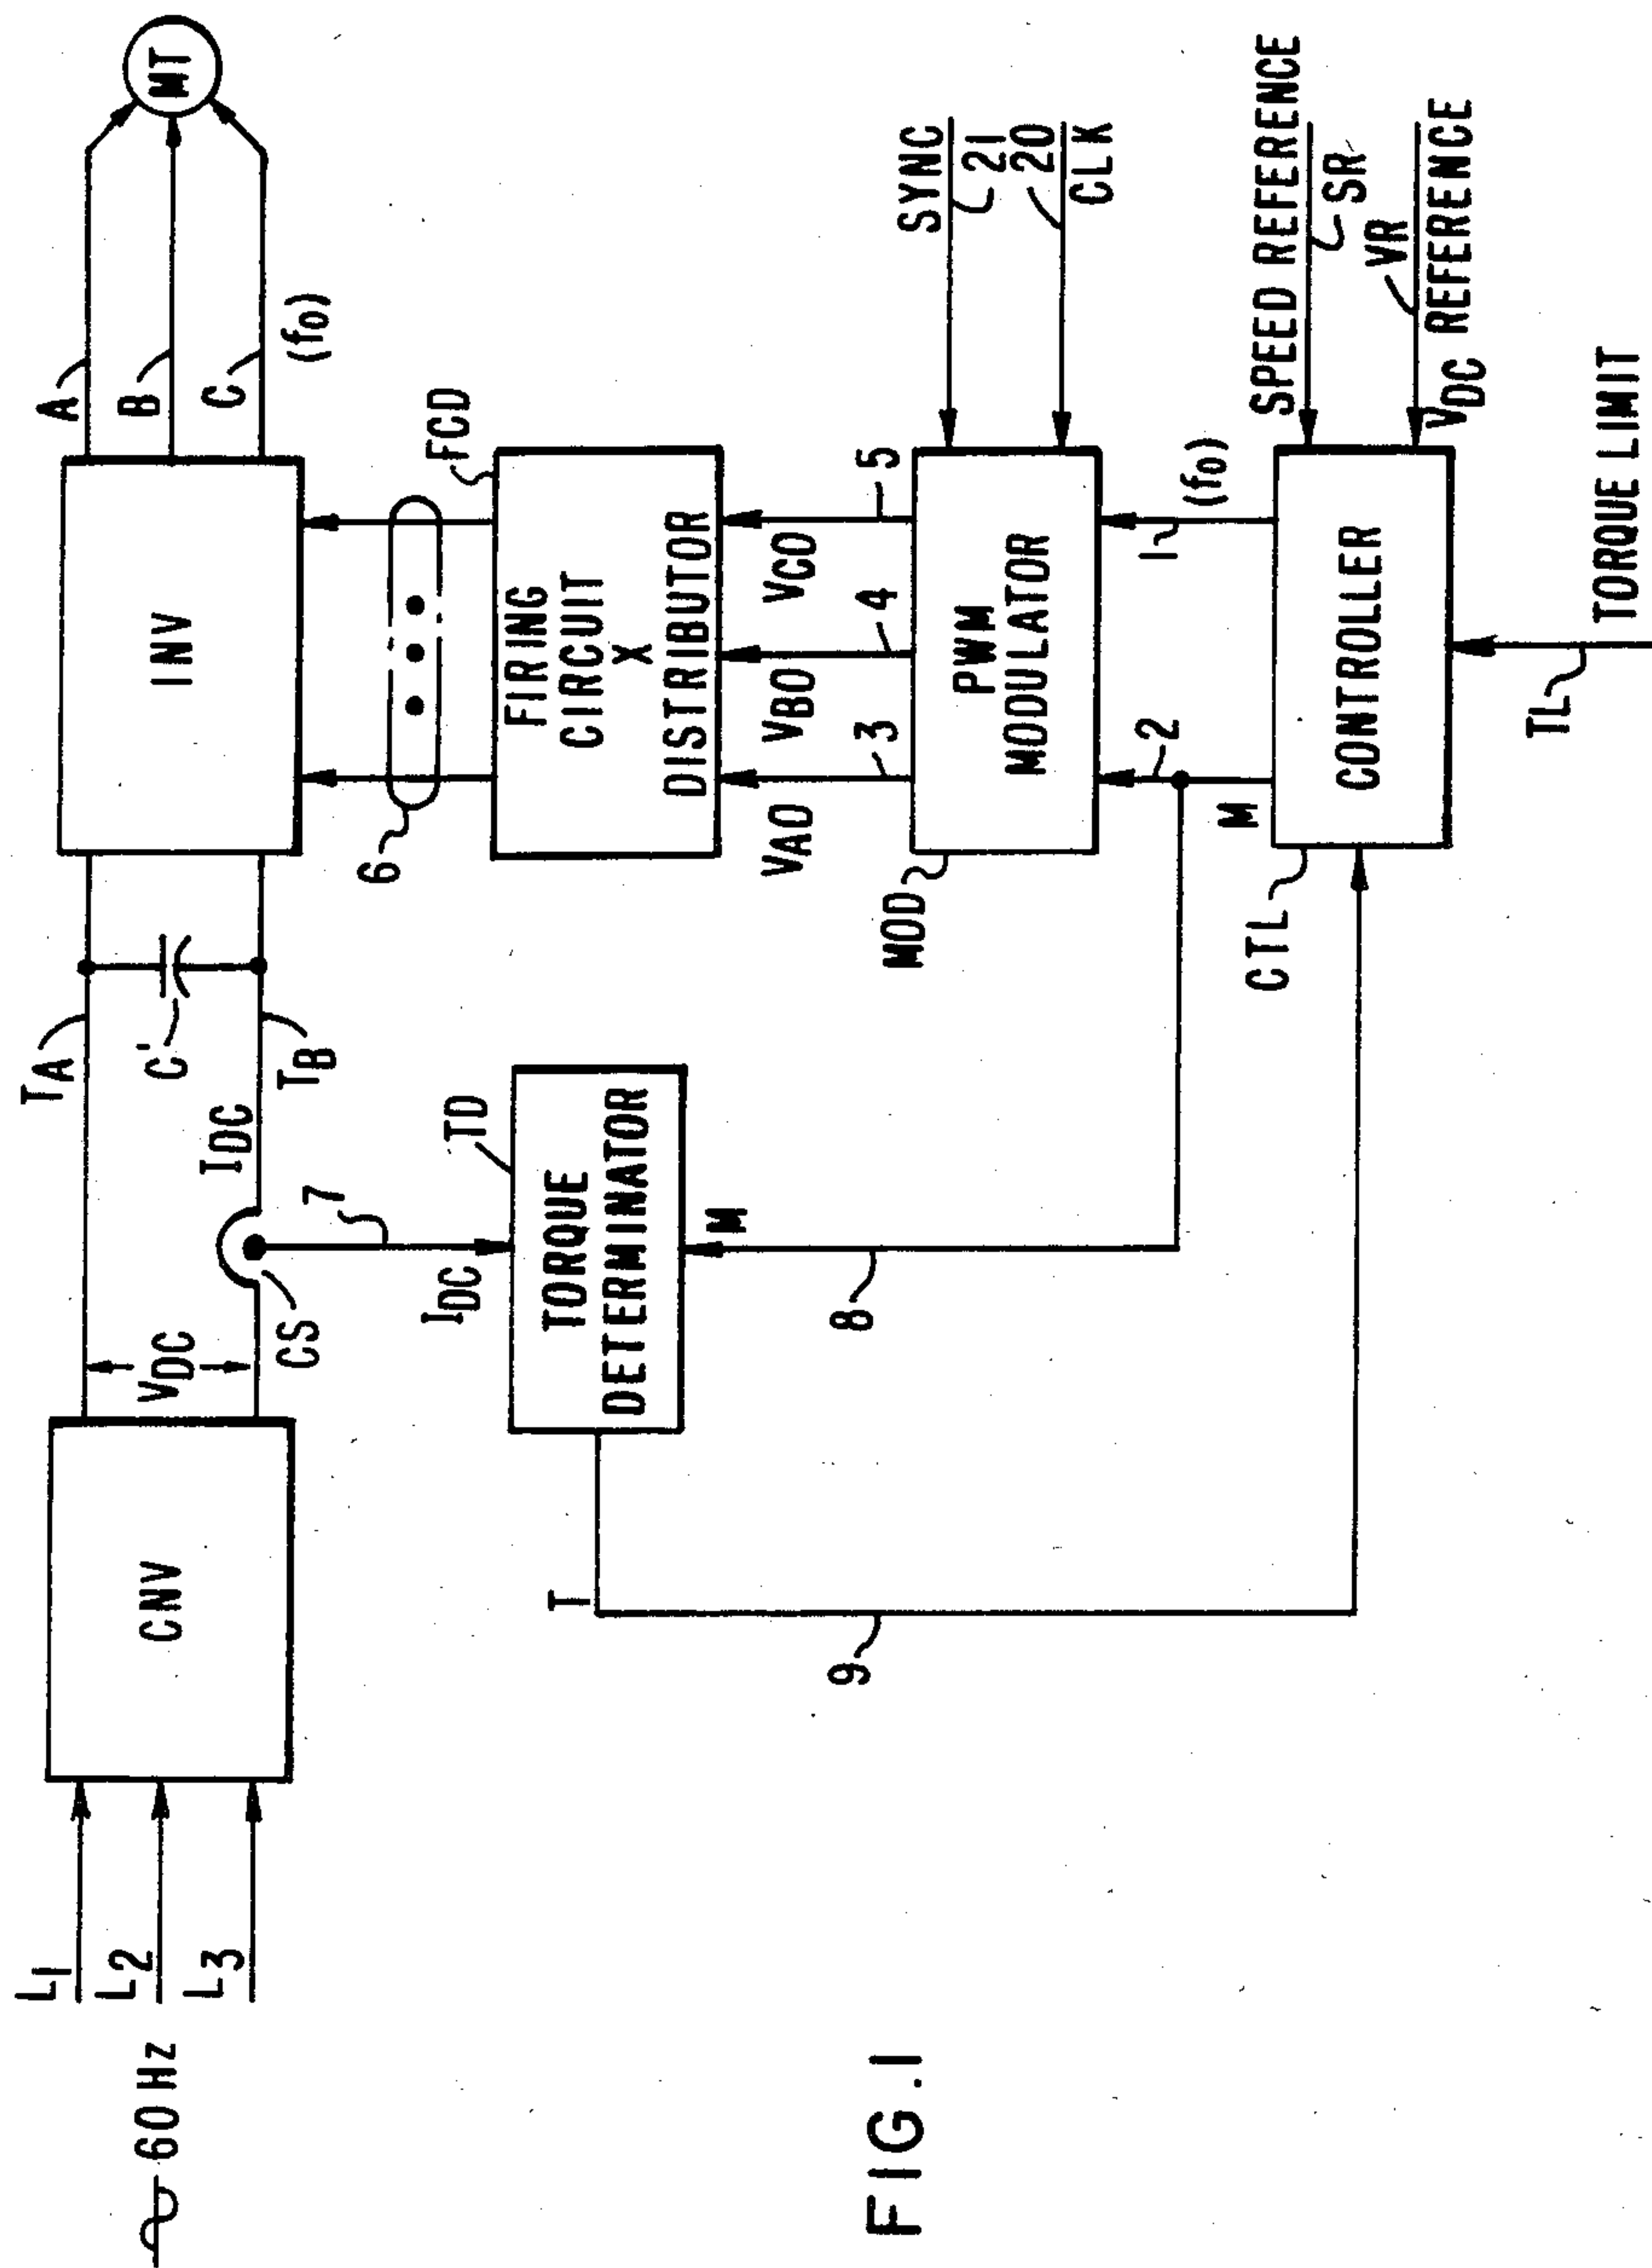 60 Hz
L1
L2
L3
CNV
VDC
CS
IDC
TA
C'
TB
INV
A
B
C
(f0)
MT
7
IDC
TD
TORQUE
DETERMINATOR
T
M
8
9
6
FCD
FIRING
CIRCUIT
X
DISTRIBUTOR
VAO
3
VBO
4
VCO
5
MOD
PWM
MODULATOR
SYNC
21
20
CLK
M
2
1
(f0)
CTL
CONTROLLER
SPEED REFERENCE
SR
VR
VDC REFERENCE
TL
TORQUE LIMIT
FIG.1